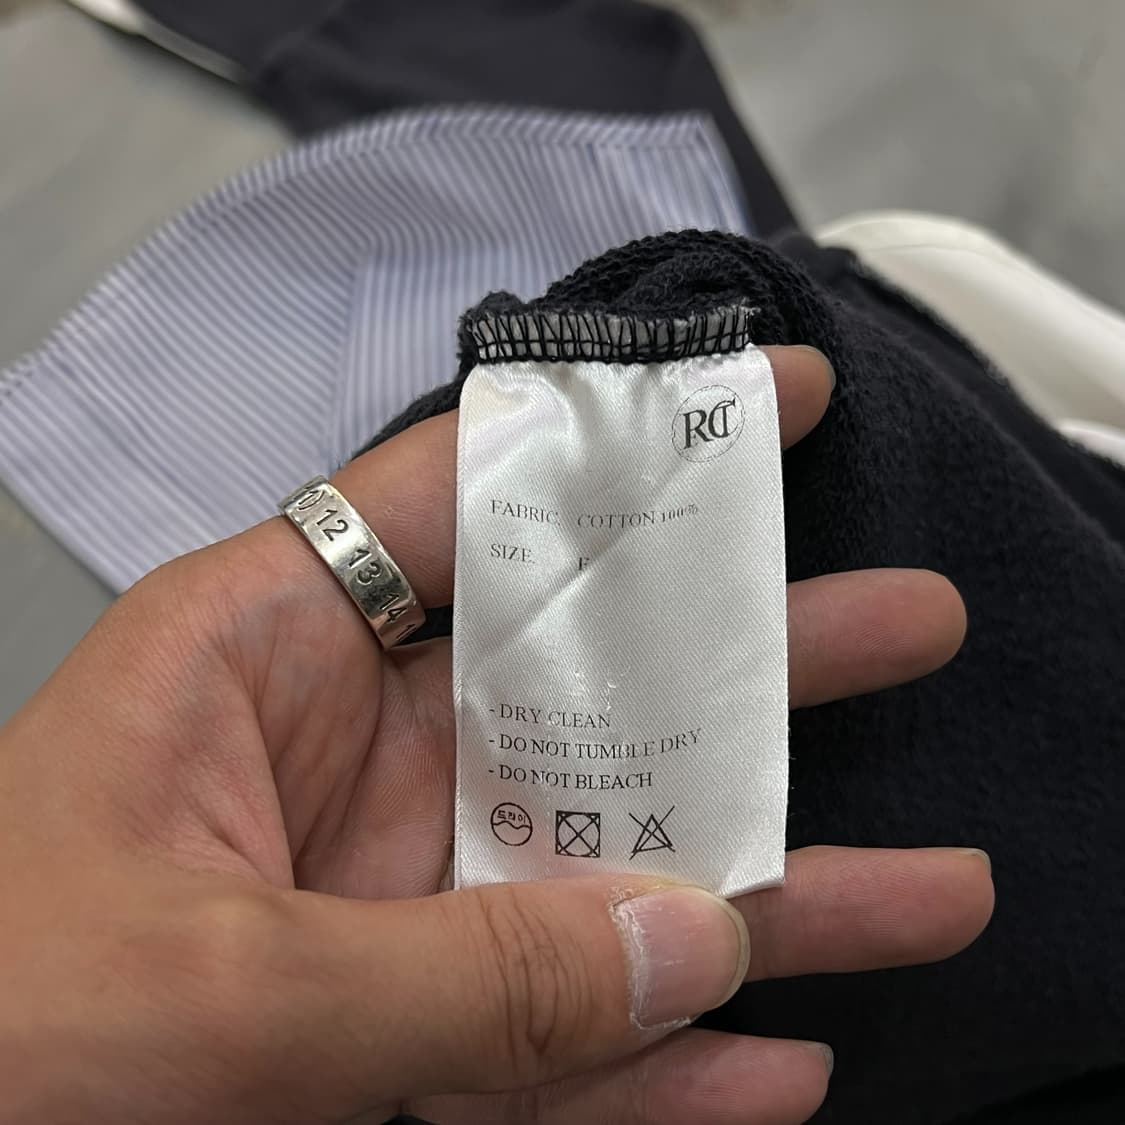 RCT
FABRIC. COTTON 100%
SIZE. F
- DRY CLEAN
- DO NOT TUMBLE DRY
- DO NOT BLEACH
드라이
12 13 14